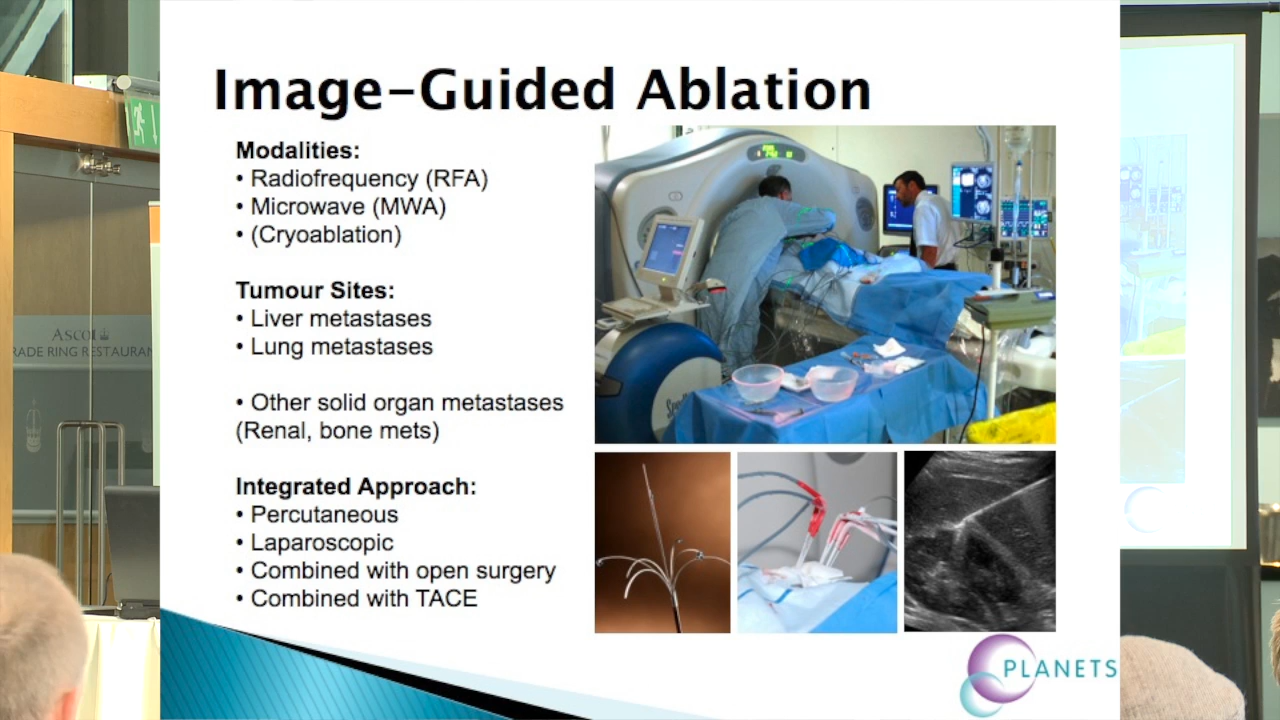 Image-Guided Ablation
Modalities:
• Radiofrequency (RFA)
• Microwave (MWA)
• (Cryoablation)
Tumour Sites:
• Liver metastases
• Lung metastases
• Other solid organ metastases
(Renal, bone mets)
Integrated Approach:
• Percutaneous
• Laparoscopic
• Combined with open surgery
• Combined with TACE
PLANETS
ASCOT
RADE RING RESTAURAN